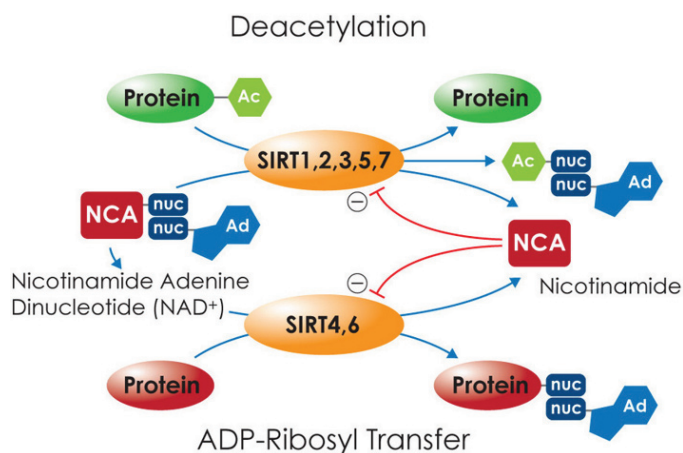 Deacetylation
Protein
Ac
Protein
SIRT1,2,3,5,7
Ac
nuc
nuc
Ad
NCA
nuc
nuc
Ad
NCA
Nicotinamide
Nicotinamide Adenine
Dinucleotide (NAD+)
SIRT4,6
Protein
Protein
nuc
nuc
Ad
ADP-Ribosyl Transfer